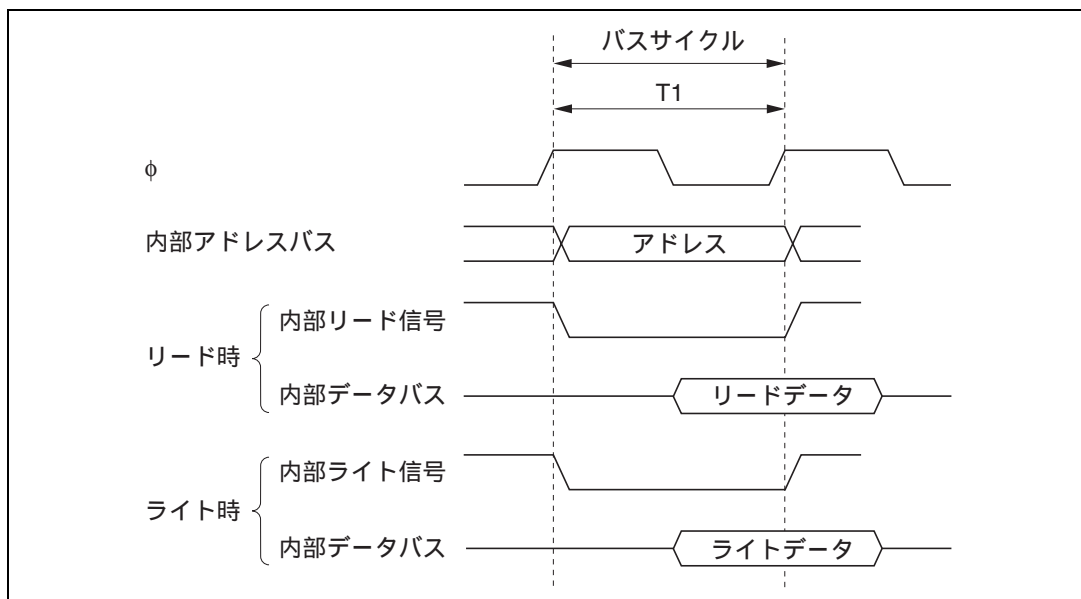 バスサイクル
T1
φ
内部アドレスバス
アドレス
リード時
内部リード信号
内部データバス
リードデータ
ライト時
内部ライト信号
内部データバス
ライトデータ